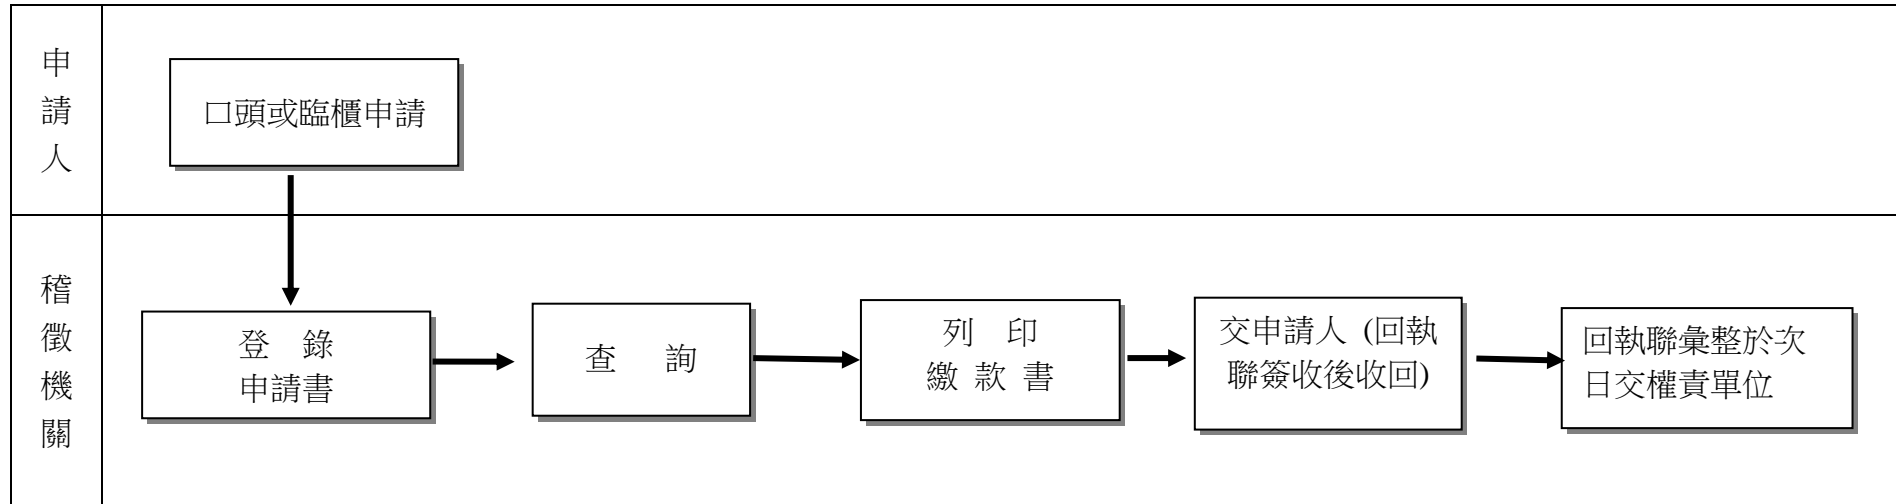 申請人
口頭或臨櫃申請
稽徵機關
登 錄
申請書
查 詢
列 印
繳 款 書
交申請人 (回執
聯簽收後收回)
回執聯彙整於次
日交權責單位